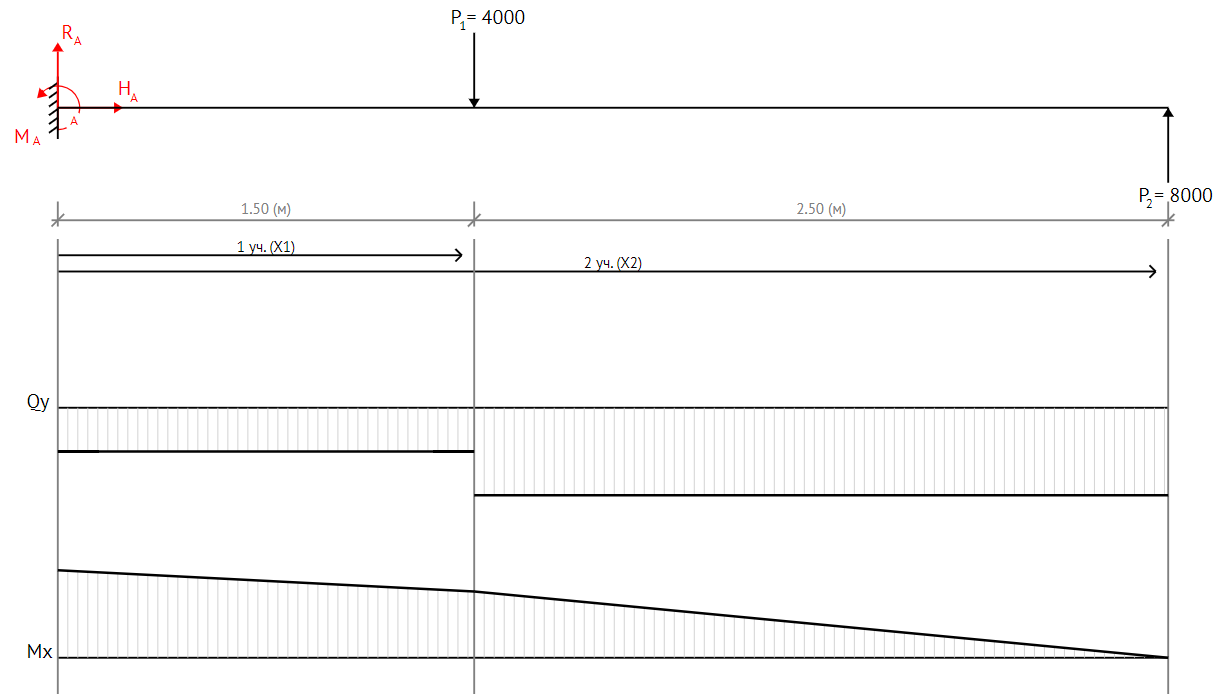 P1= 4000
RA
HA
A
MA
P2= 8000
1.50 (м)
2.50 (м)
1 уч. (X1)
2 уч. (X2)
Qy
Mx